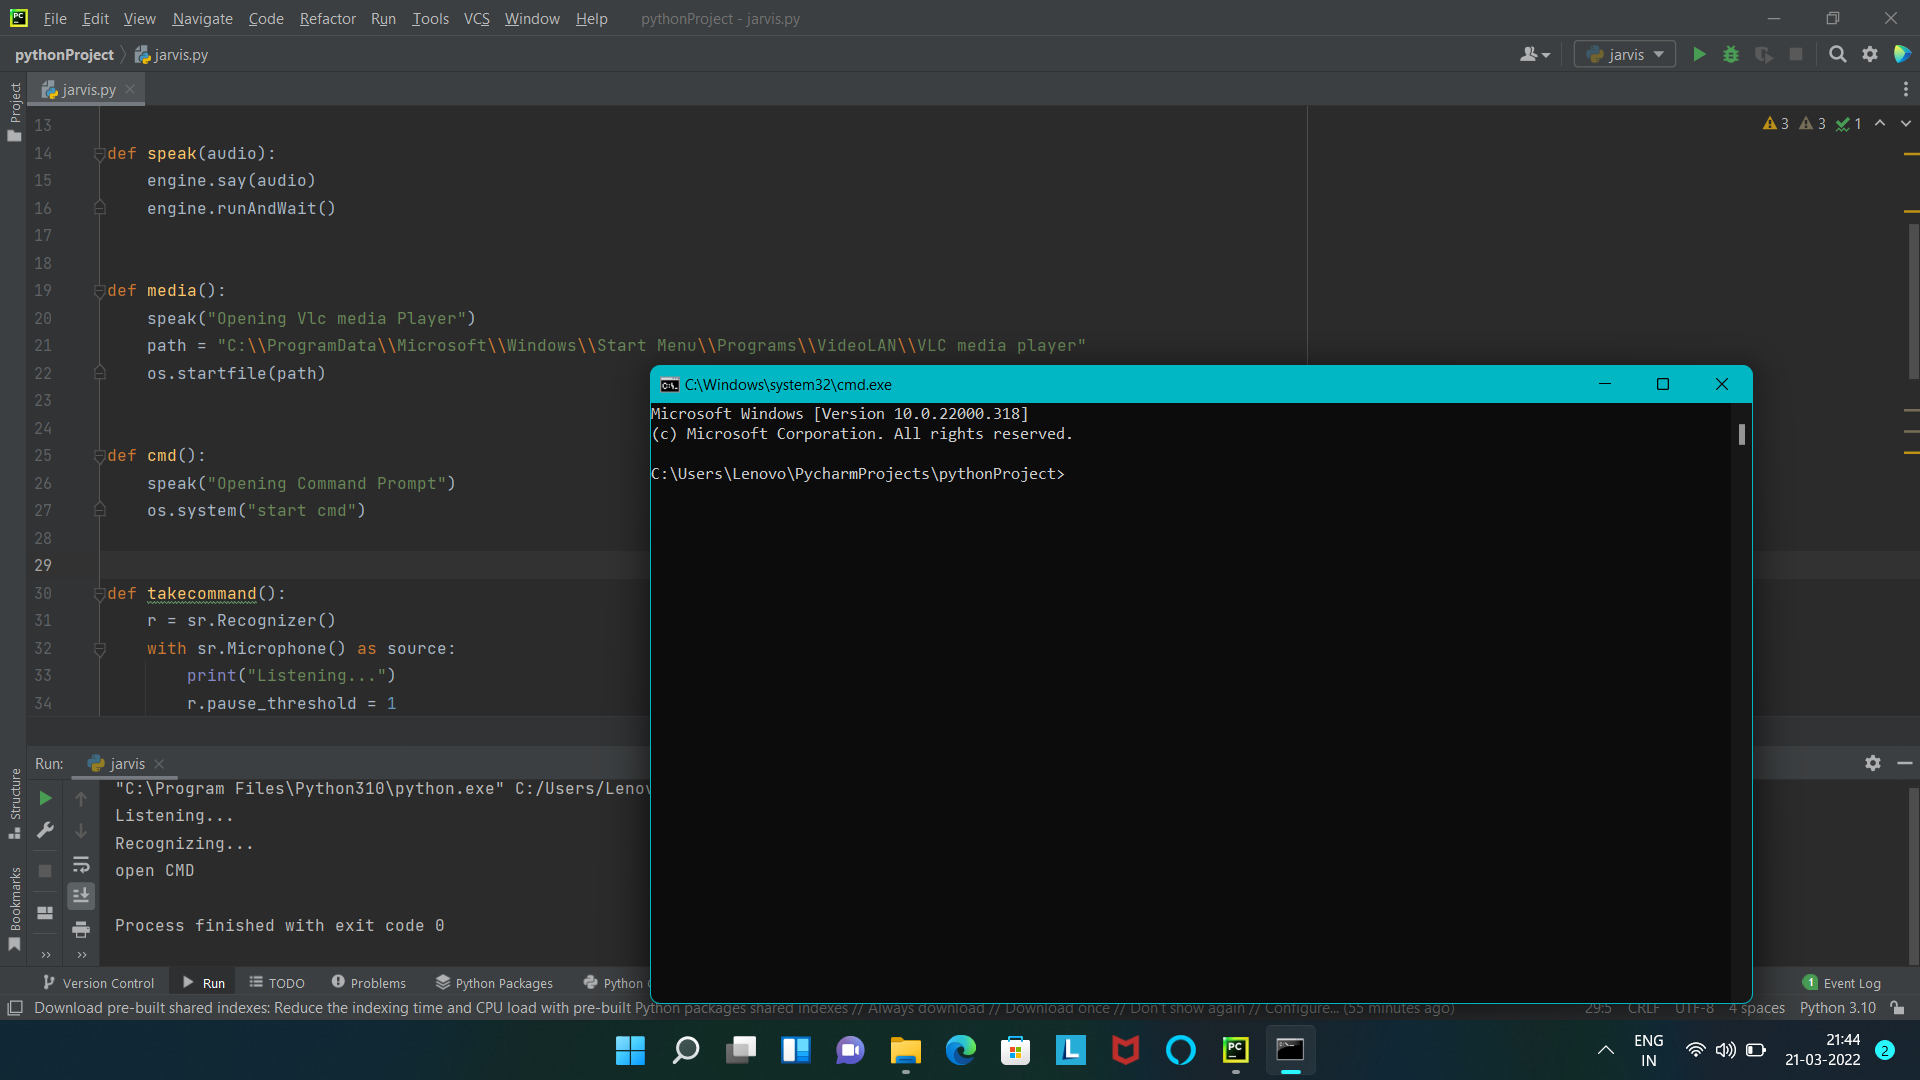 PC File Edit View Navigate Code Refactor Run Tools VCS Window Help pythonProject - jarvis.py
pythonProject jarvis.py jarvis
Project
jarvis.py
3 3 1
13
14 def speak(audio):
15 engine.say(audio)
16 engine.runAndWait()
17
18
19 def media():
20 speak("Opening Vlc media Player")
21 path = "C:\\ProgramData\\Microsoft\\Windows\\Start Menu\\Programs\\VideoLAN\\VLC media player"
22 os.startfile(path)
23
24
25 def cmd():
26 speak("Opening Command Prompt")
27 os.system("start cmd")
28
29
30 def takecommand():
31 r = sr.Recognizer()
32 with sr.Microphone() as source:
33 print("Listening...")
34 r.pause_threshold = 1
C:\Windows\system32\cmd.exe
Microsoft Windows [Version 10.0.22000.318]
(c) Microsoft Corporation. All rights reserved.
C:\Users\Lenovo\PycharmProjects\pythonProject>
Run: jarvis
"C:\Program Files\Python310\python.exe" C:/Users/Lenov
Listening...
Recognizing...
open CMD
Process finished with exit code 0
Structure
Bookmarks
Version Control Run TODO Problems Python Packages Python 1 Event Log
Download pre-built shared indexes: Reduce the indexing time and CPU load with pre-built Python packages shared indexes // Always download // Download once // Don't show again // Configure... (55 minutes ago) 29:5 CRLF UTF-8 4 spaces Python 3.10
L PC
ENG
IN
21:44
21-03-2022
2